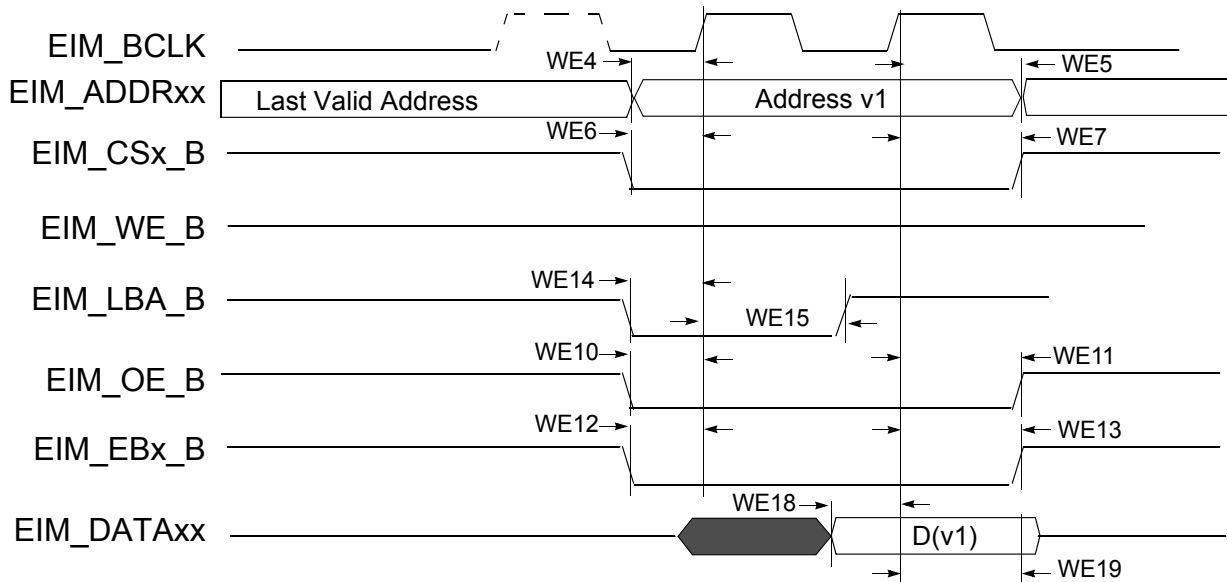 EIM_BCLK
WE4
WE5
EIM_ADDRxx
Last Valid Address
Address v1
WE6
WE7
EIM_CSx_B
EIM_WE_B
WE14
EIM_LBA_B
WE15
WE10
WE11
EIM_OE_B
WE12
WE13
EIM_EBx_B
WE18
EIM_DATAxx
D(v1)
WE19